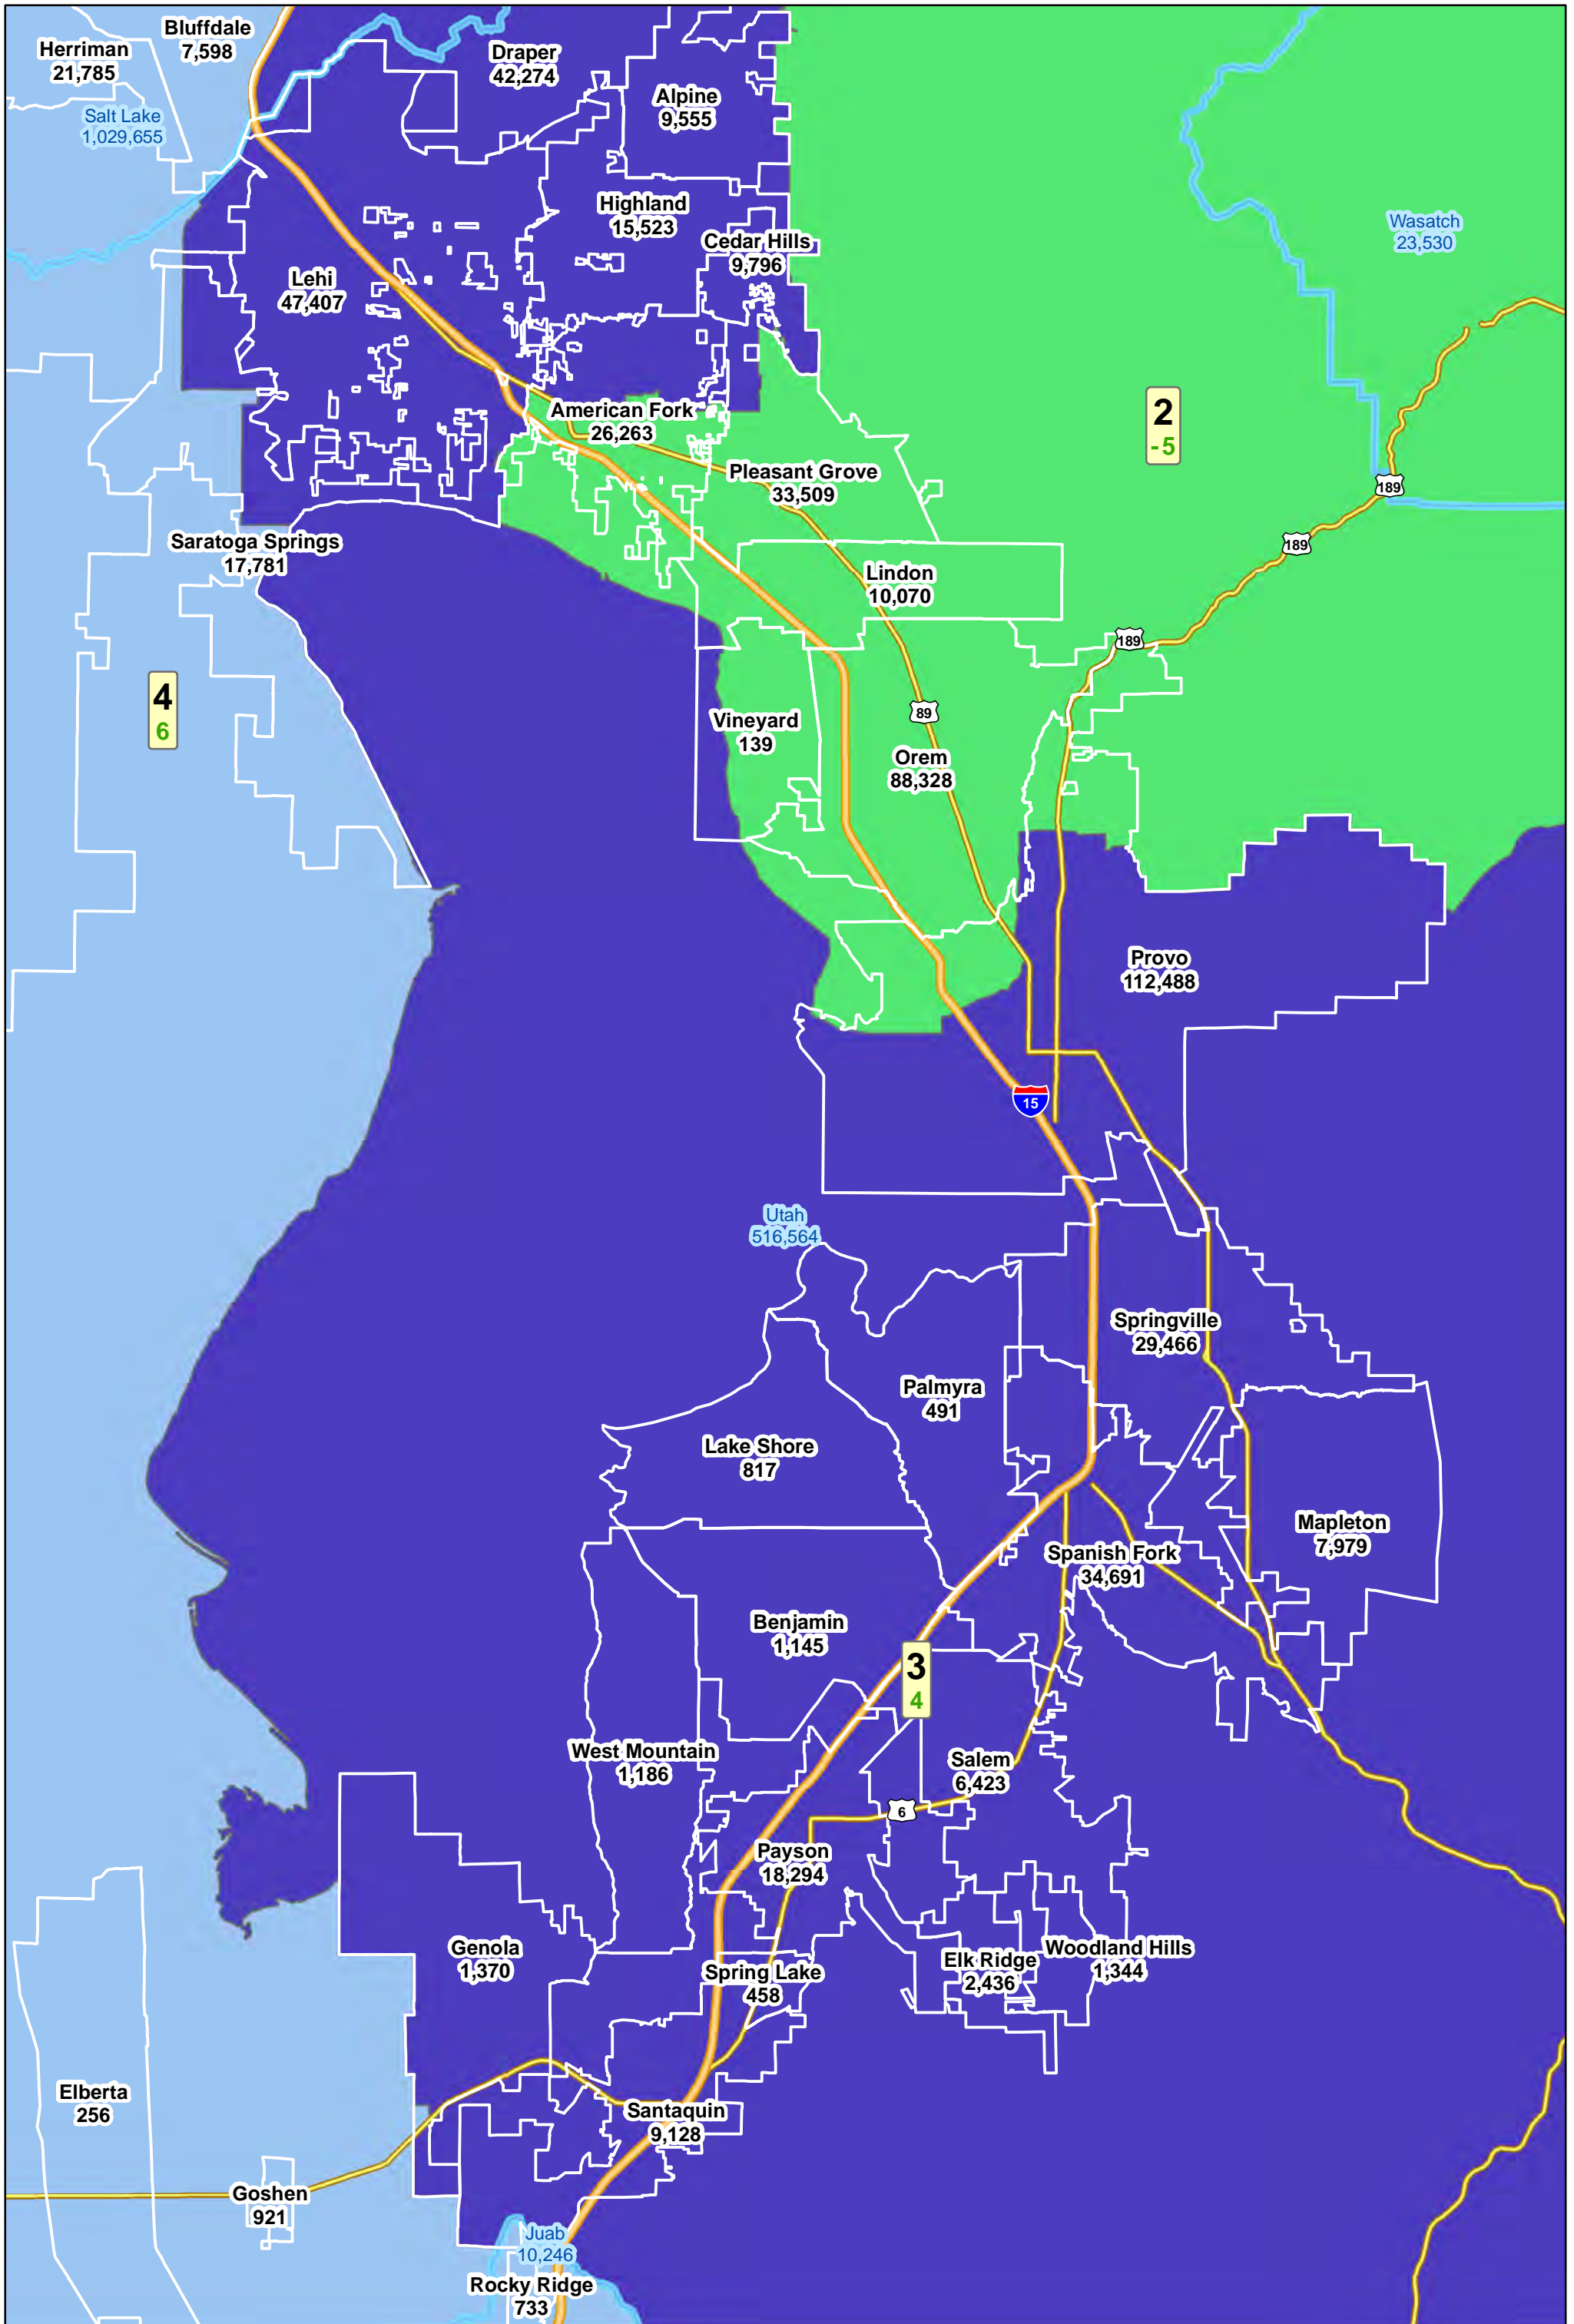 Bluffdale
7,598
Herriman
21,785
Draper
42,274
Salt Lake
1,029,655
Alpine
9,555
Highland
15,523
Cedar Hills
9,796
Wasatch
23,530
Lehi
47,407
American Fork
26,263
2
-5
Pleasant Grove
33,509
189
Saratoga Springs
17,781
189
Lindon
10,070
189
4
6
Vineyard
139
89
Orem
88,328
Provo
112,488
15
Utah
516,564
Springville
29,466
Palmyra
491
Lake Shore
817
Mapleton
7,979
Spanish Fork
34,691
Benjamin
1,145
3
4
West Mountain
1,186
Salem
6,423
6
Payson
18,294
Genola
1,370
Spring Lake
458
Elk Ridge
2,436
Woodland Hills
1,344
Elberta
256
Santaquin
9,128
Goshen
921
Juab
10,246
Rocky Ridge
733